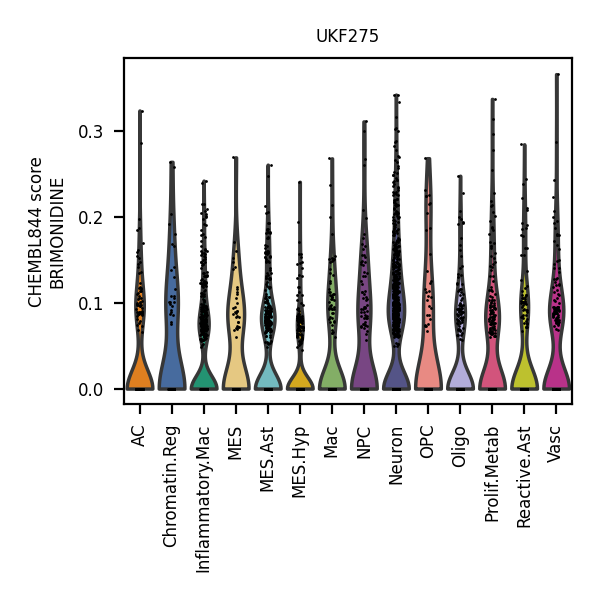 UKF275
CHEMBL844 score
BRIMONIDINE
0.3
0.2
0.1
0.0
AC
Chromatin.Reg
Inflammatory.Mac
MES
MES.Ast
MES.Hyp
Mac
NPC
Neuron
OPC
Oligo
Prolif.Metab
Reactive.Ast
Vasc